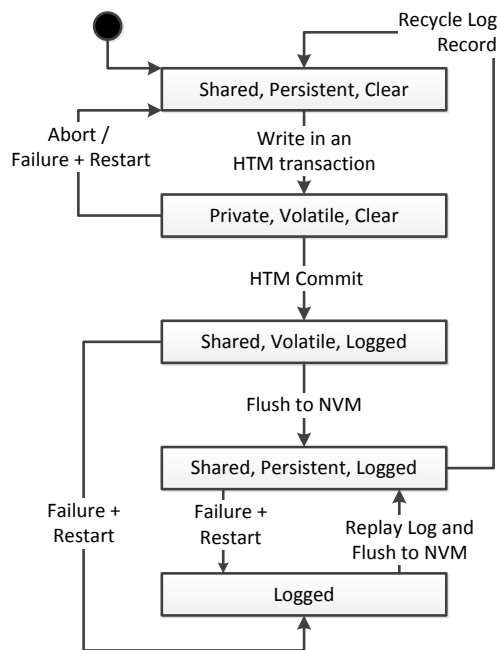 Recycle Log
Record
Shared, Persistent, Clear
Abort /
Failure + Restart
Write in an
HTM transaction
Private, Volatile, Clear
HTM Commit
Shared, Volatile, Logged
Flush to NVM
Shared, Persistent, Logged
Failure +
Restart
Failure +
Restart
Replay Log and
Flush to NVM
Logged